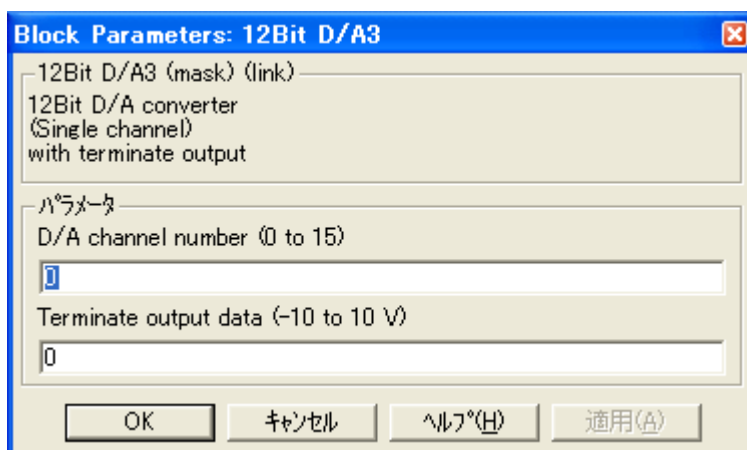 Block Parameters: 12Bit D/A3
12Bit D/A3 (mask) (link)
12Bit D/A converter
(Single channel)
with terminate output
パラメータ
D/A channel number (0 to 15)
0
Terminate output data (-10 to 10 V)
0
OK キャンセル ヘルプ(H) 適用(A)